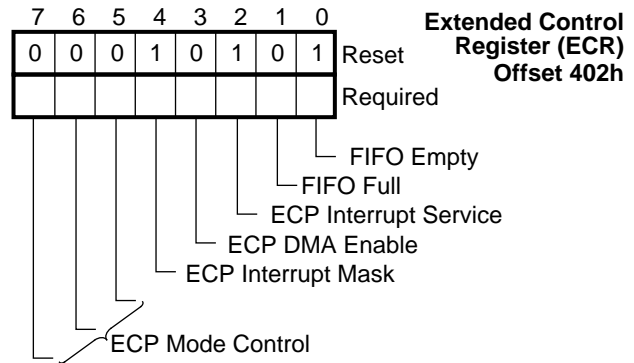 7 6 5 4 3 2 1 0
Extended Control
Register (ECR)
Offset 402h
0 0 0 1 0 1 0 1 Reset
Required
FIFO Empty
FIFO Full
ECP Interrupt Service
ECP DMA Enable
ECP Interrupt Mask
ECP Mode Control